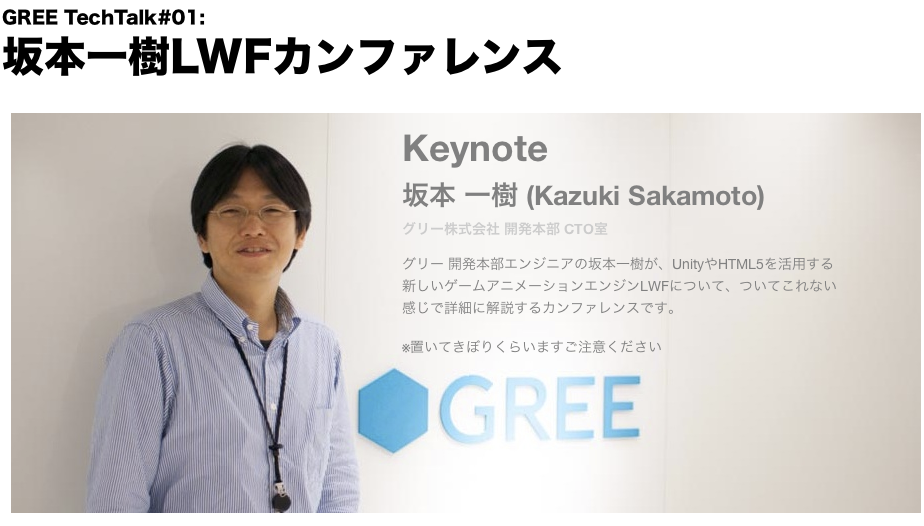 GREE TechTalk#01:
坂本一樹LWFカンファレンス
Keynote
坂本 一樹 (Kazuki Sakamoto)
グリー株式会社 開発本部 CTO室
グリー 開発本部エンジニアの坂本一樹が、UnityやHTML5を活用する
新しいゲームアニメーションエンジンLWFについて、ついてこれない
感じで詳細に解説するカンファレンスです。
※置いてきぼりくらいますご注意ください
GREE